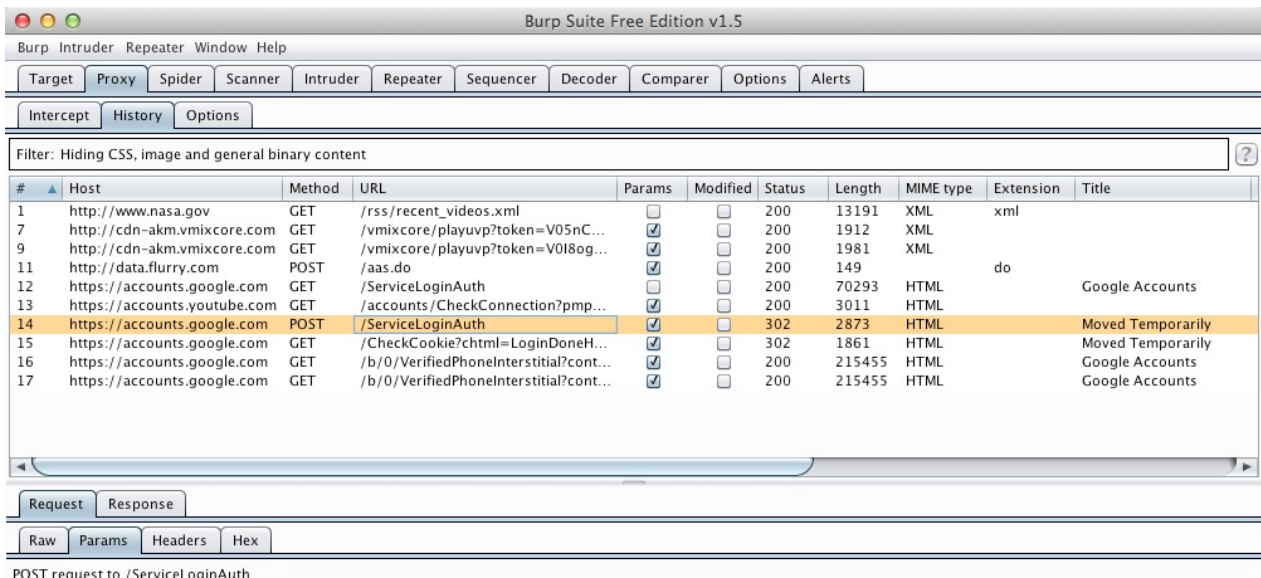 Burp Suite Free Edition v1.5
Burp Intruder Repeater Window Help
Target Proxy Spider Scanner Intruder Repeater Sequencer Decoder Comparer Options Alerts
Intercept History Options
Filter: Hiding CSS, image and general binary content ?
# Host Method URL Params Modified Status Length MIME type Extension Title
1 http://www.nasa.gov GET /rss/recent_videos.xml 200 13191 XML xml
7 http://cdn-akm.vmixcore.com GET /vmixcore/playuvp?token=V05nC... 200 1912 XML
9 http://cdn-akm.vmixcore.com GET /vmixcore/playuvp?token=V0I8og... 200 1981 XML
11 http://data.flurry.com POST /aas.do 200 149 do
12 https://accounts.google.com GET /ServiceLoginAuth 200 70293 HTML Google Accounts
13 https://accounts.youtube.com GET /accounts/CheckConnection?pmp... 200 3011 HTML
14 https://accounts.google.com POST /ServiceLoginAuth 302 2873 HTML Moved Temporarily
15 https://accounts.google.com GET /CheckCookie?chtml=LoginDoneH... 302 1861 HTML Moved Temporarily
16 https://accounts.google.com GET /b/0/VerifiedPhoneInterstitial?cont... 200 215455 HTML Google Accounts
17 https://accounts.google.com GET /b/0/VerifiedPhoneInterstitial?cont... 200 215455 HTML Google Accounts
Request Response
Raw Params Headers Hex
POST request to /ServiceLoginAuth